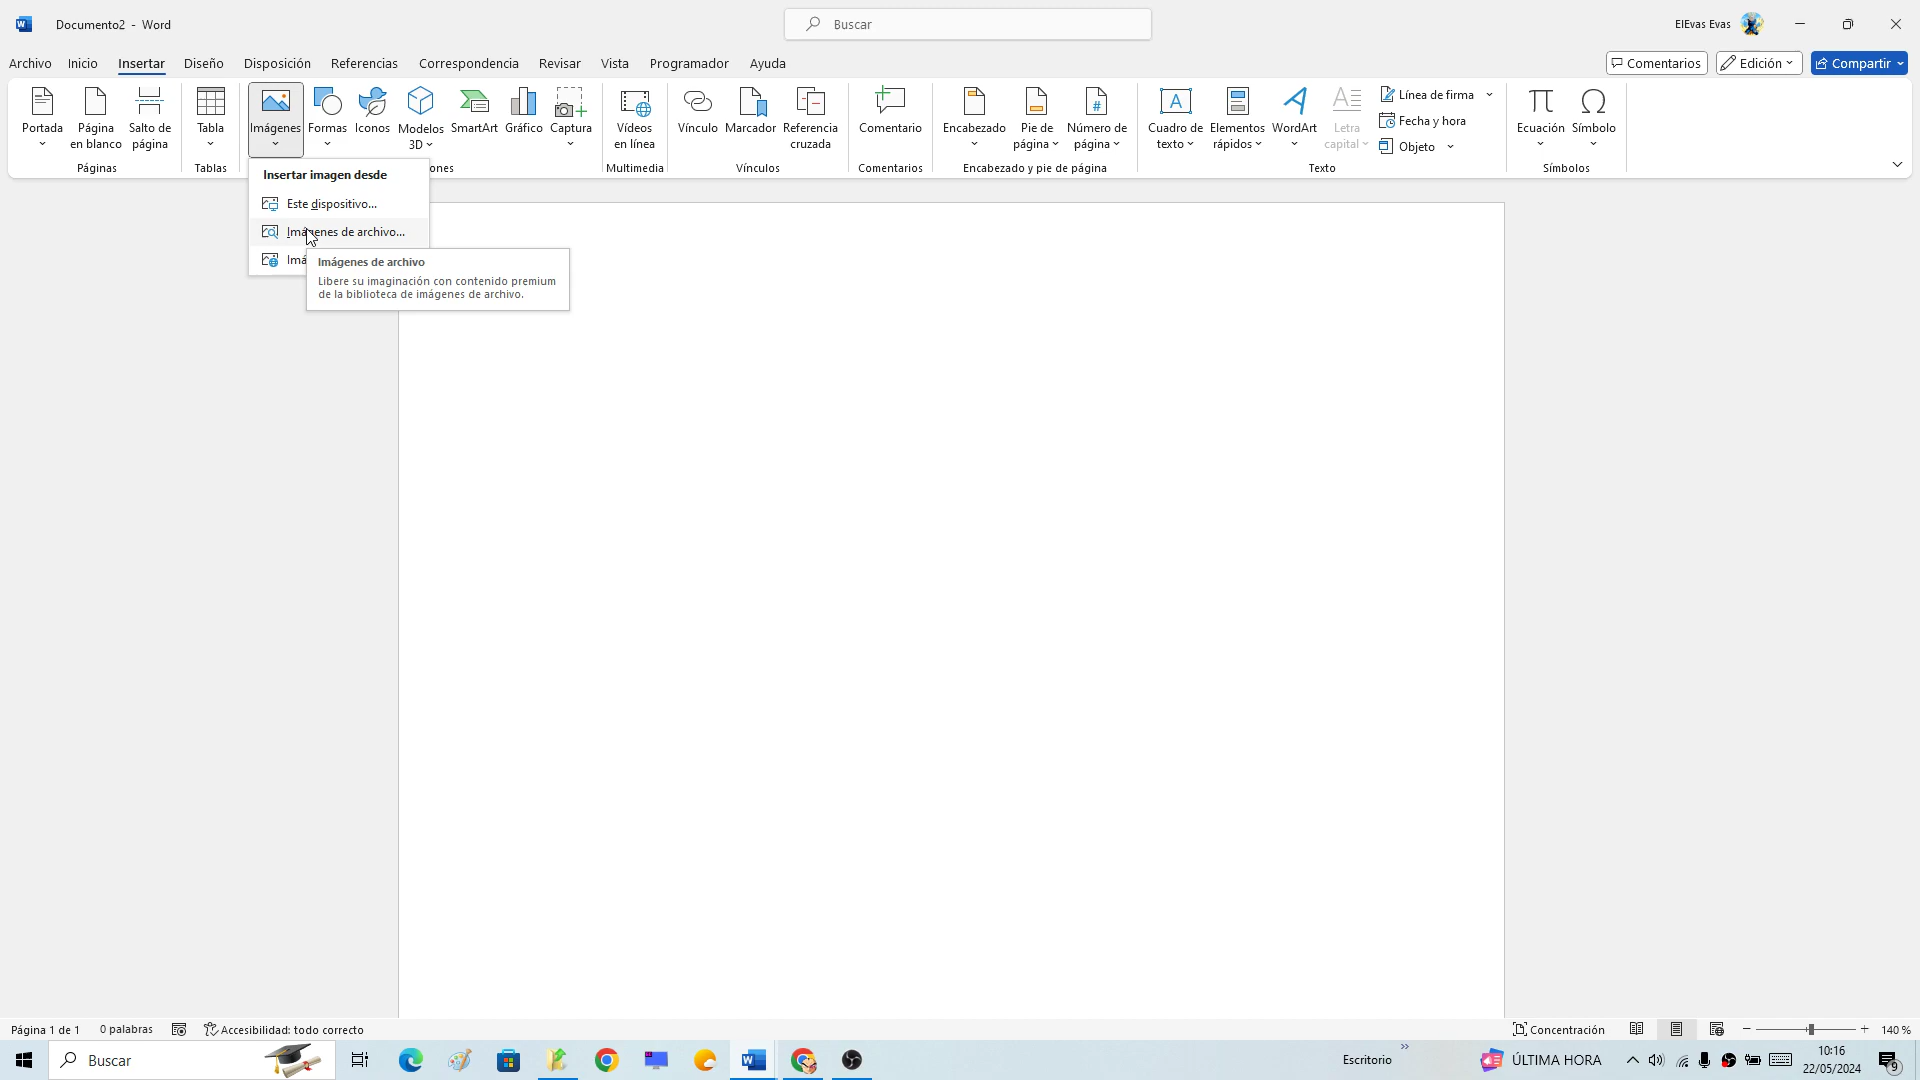 Documento2 - Word
Buscar
ElEvas Evas
Archivo Inicio Insertar Diseño Disposición Referencias Correspondencia Revisar Vista Programador Ayuda
Comentarios Edición Compartir
Portada
Página en blanco
Salto de página
Páginas
Tabla
Tablas
Imágenes
Formas
Iconos
Modelos 3D
SmartArt
Gráfico
Captura
ones
Vídeos en línea
Multimedia
Vínculo
Marcador
Referencia cruzada
Vínculos
Comentario
Comentarios
Encabezado
Pie de página
Número de página
Encabezado y pie de página
Cuadro de texto
Elementos rápidos
WordArt
Letra capital
Línea de firma
Fecha y hora
Objeto
Texto
Ecuación
Símbolo
Símbolos
Insertar imagen desde
Este dispositivo...
Imágenes de archivo...
Imá
Imágenes de archivo
Libere su imaginación con contenido premium
de la biblioteca de imágenes de archivo.
Página 1 de 1 0 palabras Accesibilidad: todo correcto
Concentración 140 %
Buscar
Escritorio
ÚLTIMA HORA
10:16
22/05/2024
9